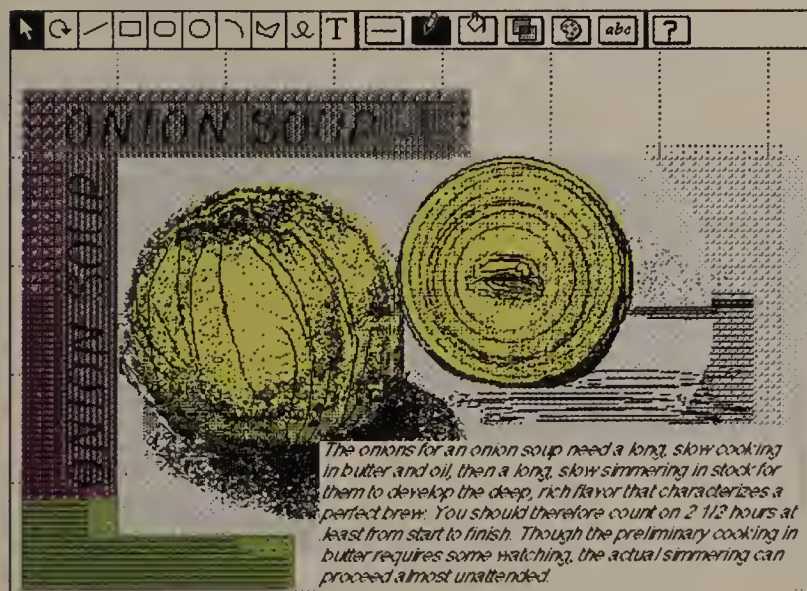 T abc ?
ONION SOUP
ONION SOUP
The onions for an onion soup need a long, slow cooking
in butter and oil, then a long, slow simmering in stock for
them to develop the deep, rich flavor that characterizes a
perfect brew. You should therefore count on 2 1/2 hours at
least from start to finish. Though the preliminary cooking in
butter requires some watching, the actual simmering can
proceed almost unattended.